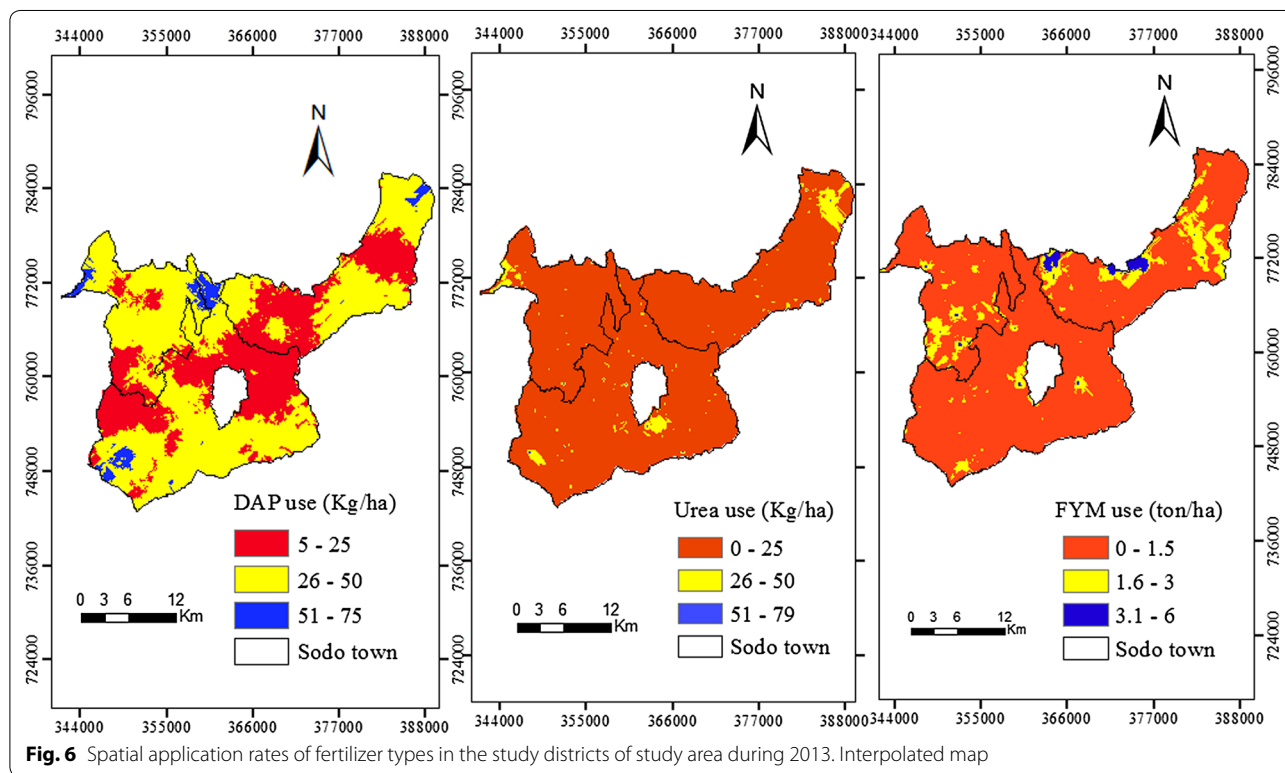 344000 355000 366000 377000 388000
344000 355000 366000 377000 388000
344000 355000 366000 377000 388000
796000
784000
772000
760000
748000
736000
724000
N
DAP use (Kg/ha)
5 - 25
26 - 50
51 - 75
Sodo town
0 3 6 12
Km
344000 355000 366000 377000 388000
796000
784000
772000
760000
748000
736000
724000
N
Urea use (Kg/ha)
0 - 25
26 - 50
51 - 79
Sodo town
0 3 6 12
Km
344000 355000 366000 377000 388000
N
FYM use (ton/ha)
0 - 1.5
1.6 - 3
3.1 - 6
Sodo town
0 3 6 12
Km
796000
784000
772000
760000
748000
736000
724000
344000 355000 366000 377000 388000
Fig. 6 Spatial application rates of fertilizer types in the study districts of study area during 2013. Interpolated map